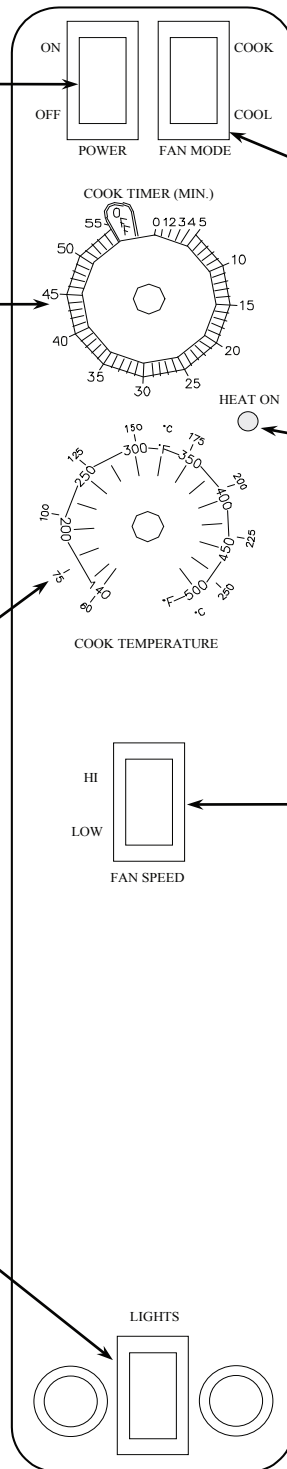 ON
COOK
OFF
COOL
POWER
FAN MODE
COOK TIMER (MIN.)
OFF
0 1 2 3 4 5
10
15
20
25
30
35
40
45
50
55
HEAT ON
60
75
100
125
150
°C
175
200
225
250
°C
140
200
250
300
°F
350
400
450
500
°F
COOK TEMPERATURE
HI
LOW
FAN SPEED
LIGHTS